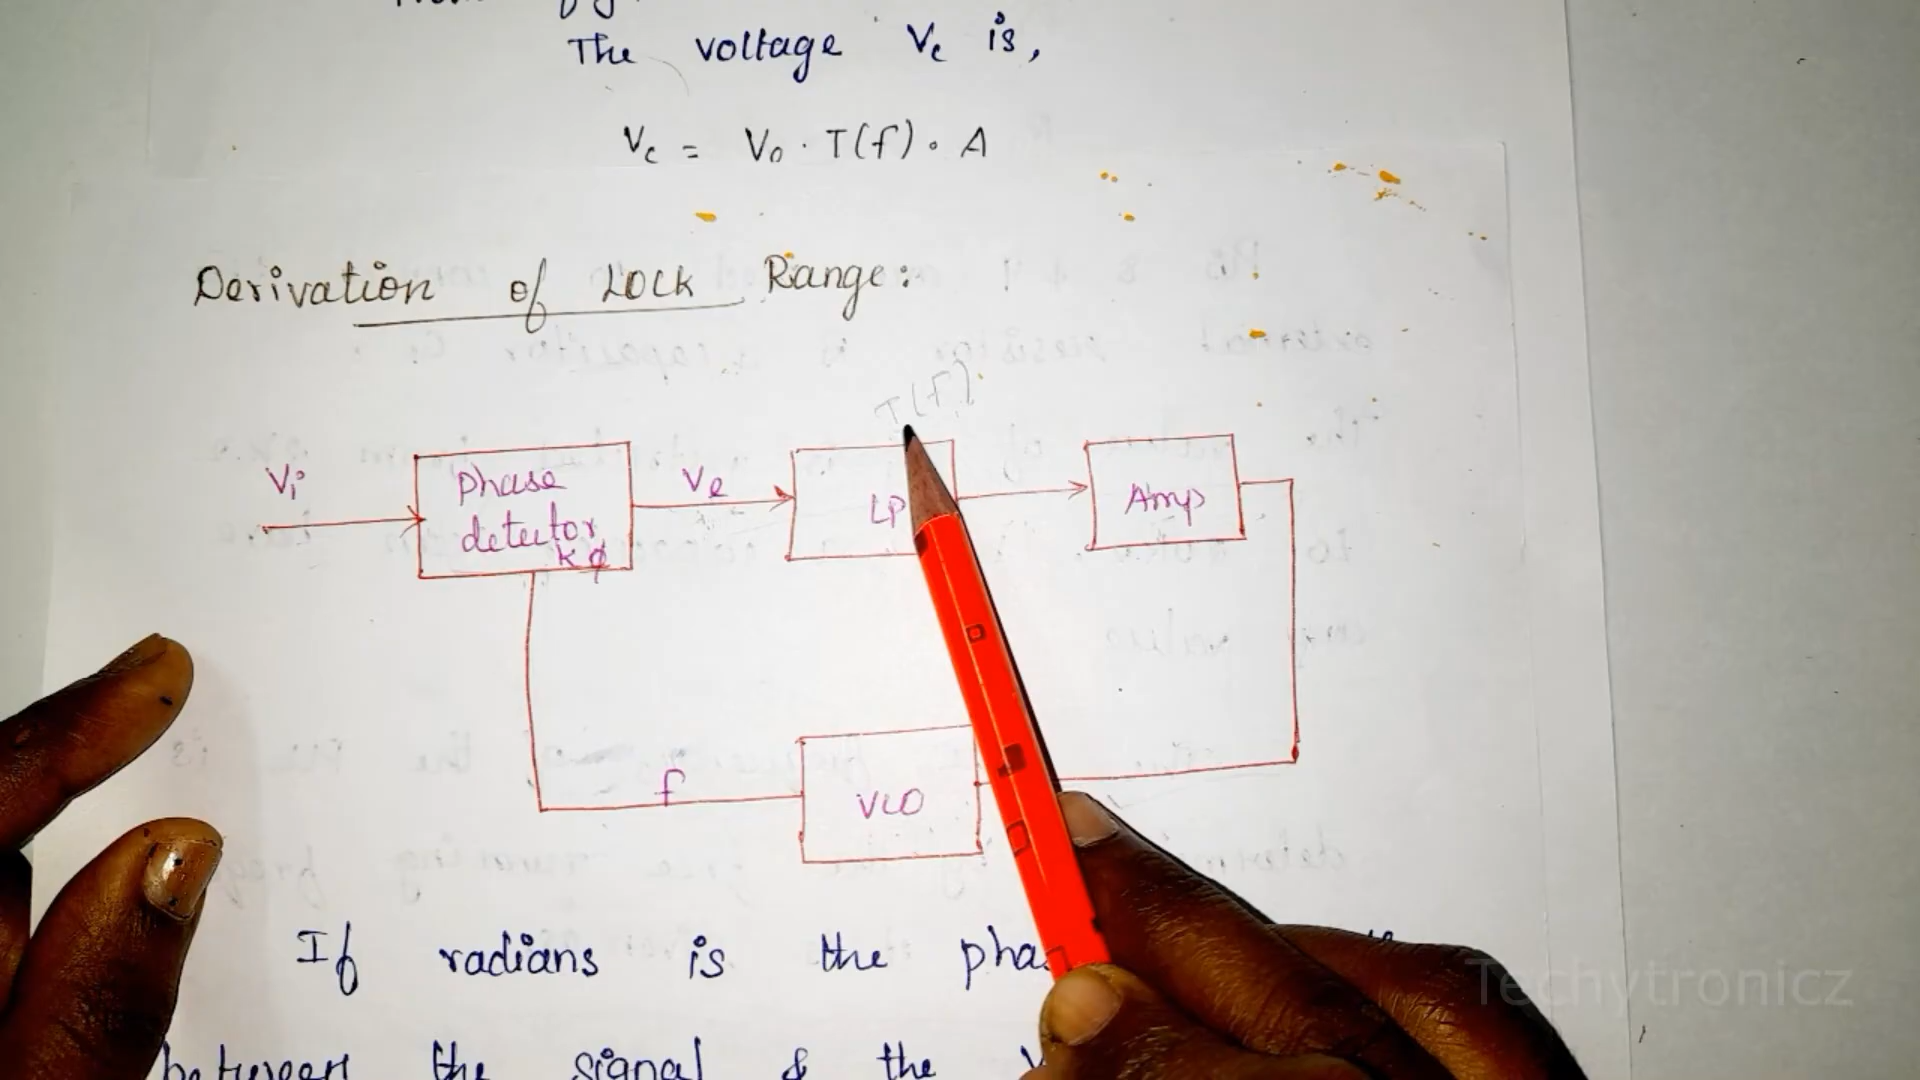 The voltage Vc is,
Vc = V0 · T(f) · A
Derivation of Lock Range:
T(f)
Vi
Phase
detector
kφ
Ve
LP
Amp
f
VCO
If radians is the
between the signal & the
Techytronicz